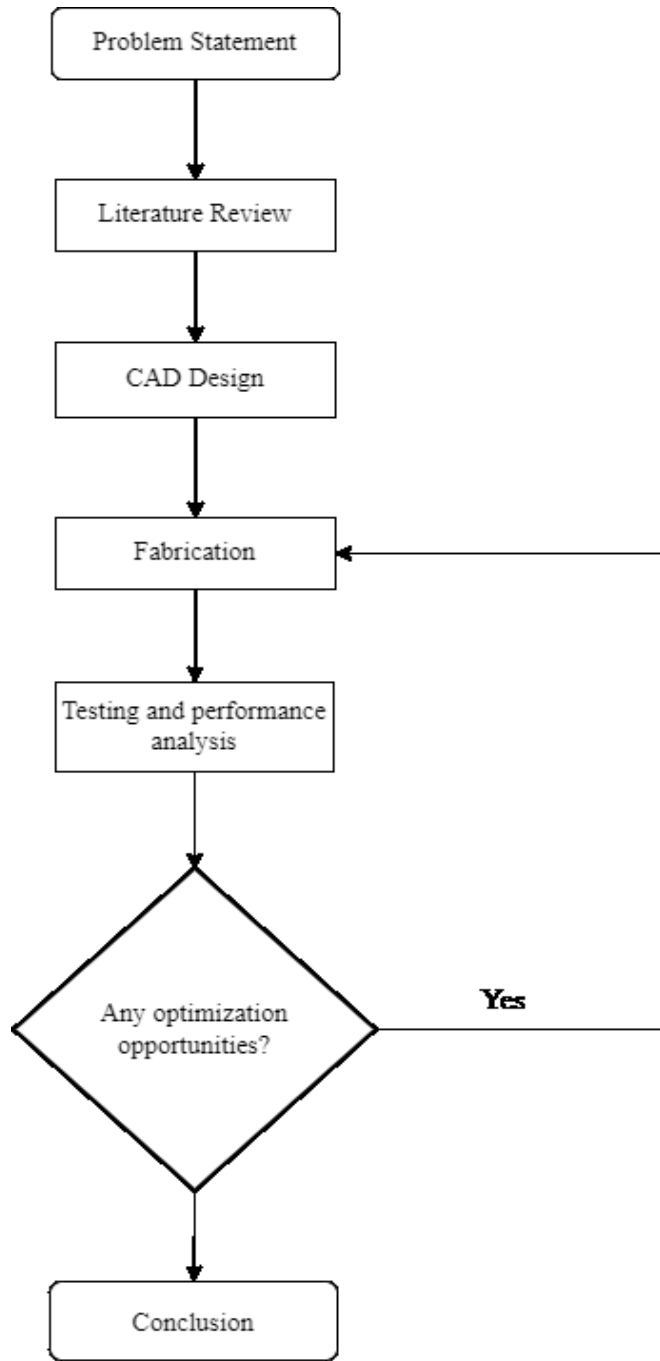 Problem Statement
Literature Review
CAD Design
Fabrication
Testing and performance
analysis
Any optimization
opportunities?
Yes
Conclusion